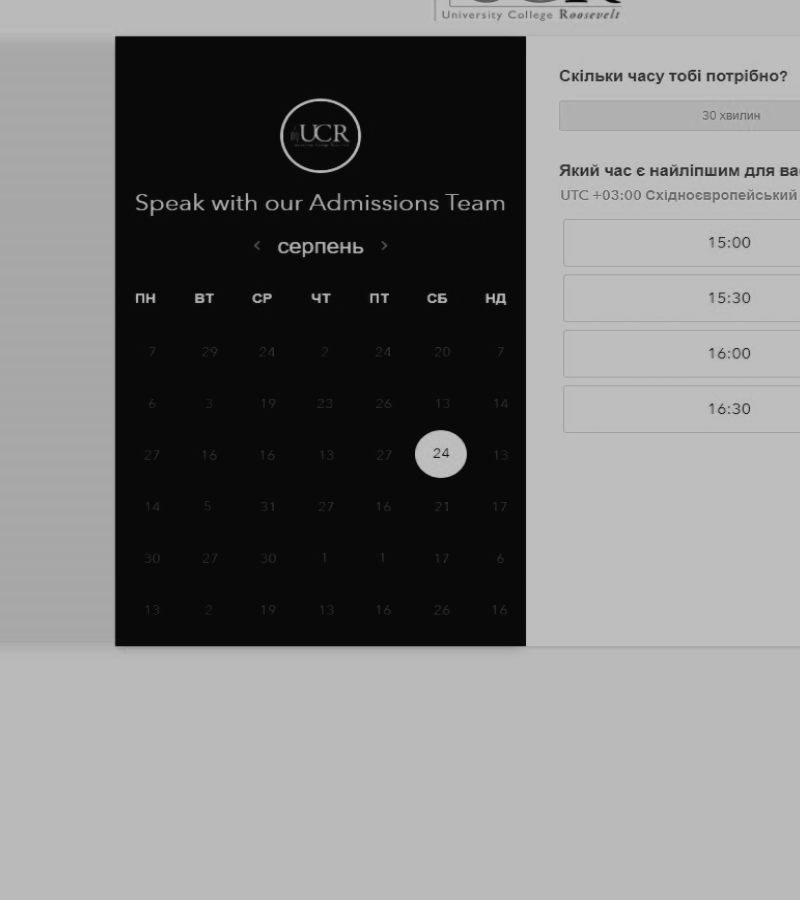 University College Roosevelt
UCR
Speak with our Admissions Team
серпень
ПН ВТ СР ЧТ ПТ СБ НД
7 29 24 2 24 20 7
6 3 19 23 26 13 14
27 16 16 13 27 24 13
14 5 31 27 16 21 17
30 27 30 1 1 17 6
13 2 19 13 16 26 16
Скільки часу тобі потрібно?
30 хвилин
Який час є найліпшим для ва
UTC +03:00 Східноєвропейський
15:00
15:30
16:00
16:30